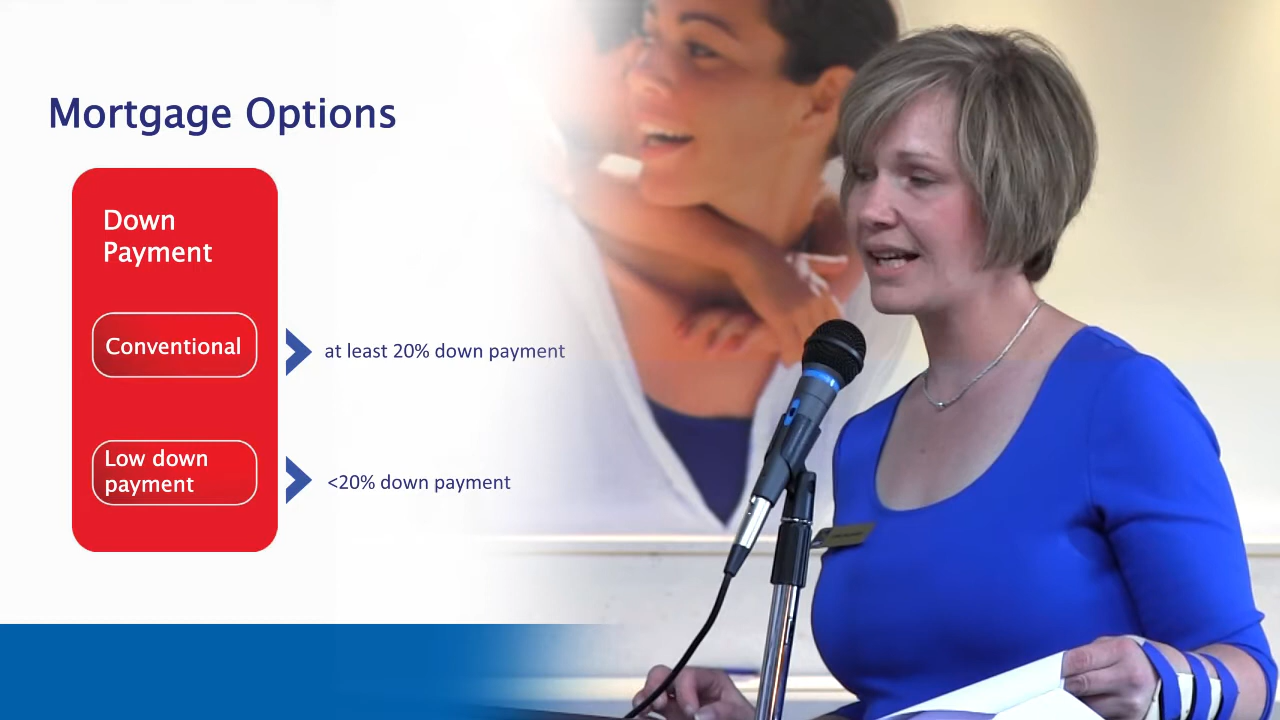 Mortgage Options
Down
Payment
Conventional
at least 20% down payment
Low down
payment
<20% down payment